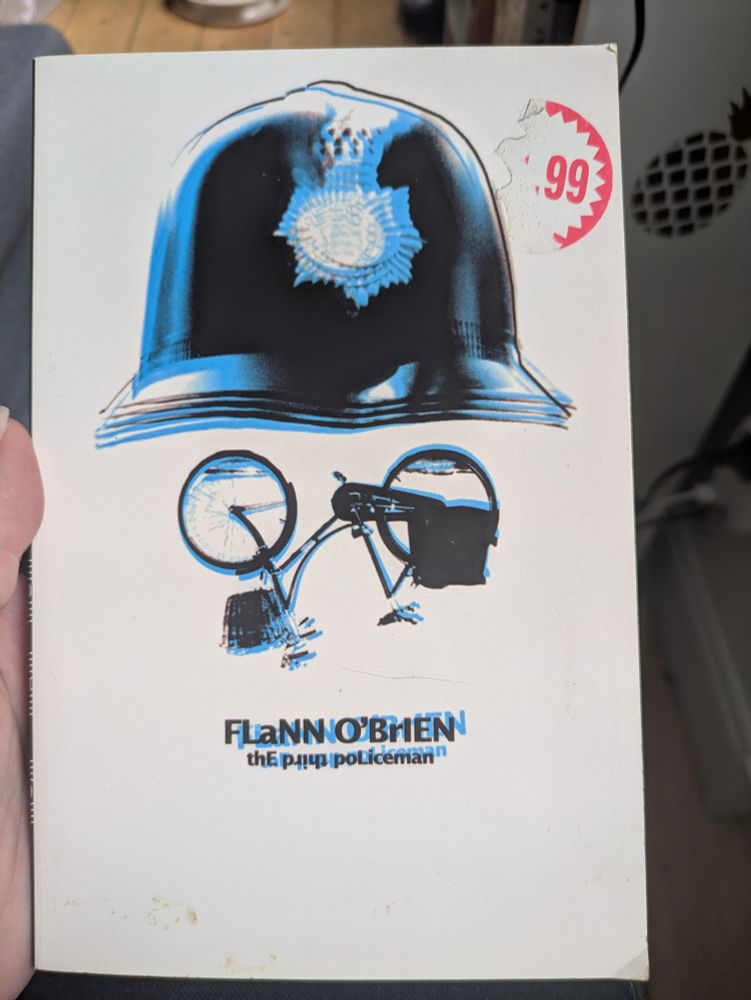 99
FLaNN O'BrIEN
thE pɹıɥʇ poLiceman